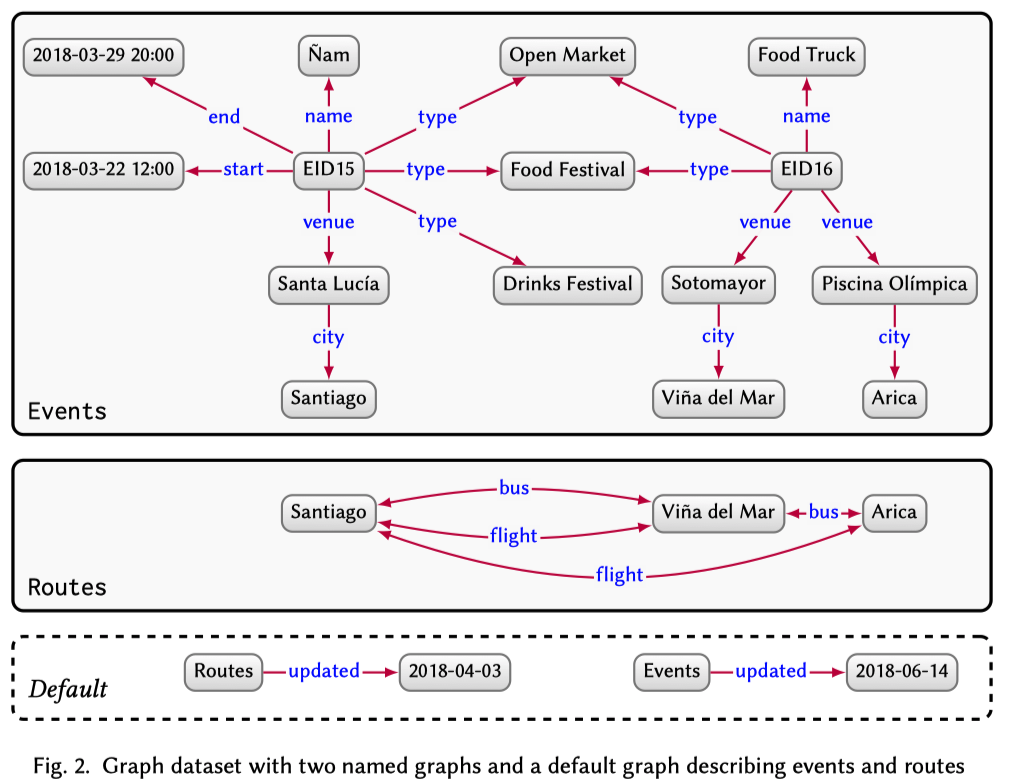 2018-03-29 20:00 Ñam Open Market Food Truck
end name type type name
2018-03-22 12:00 start EID15 type Food Festival type EID16
venue type venue venue
Santa Lucía Drinks Festival Sotomayor Piscina Olímpica
city city city
Santiago Viña del Mar Arica
Events
bus
Santiago Viña del Mar bus Arica
flight
flight
Routes
Routes updated 2018-04-03 Events updated 2018-06-14
Default
Fig. 2. Graph dataset with two named graphs and a default graph describing events and routes